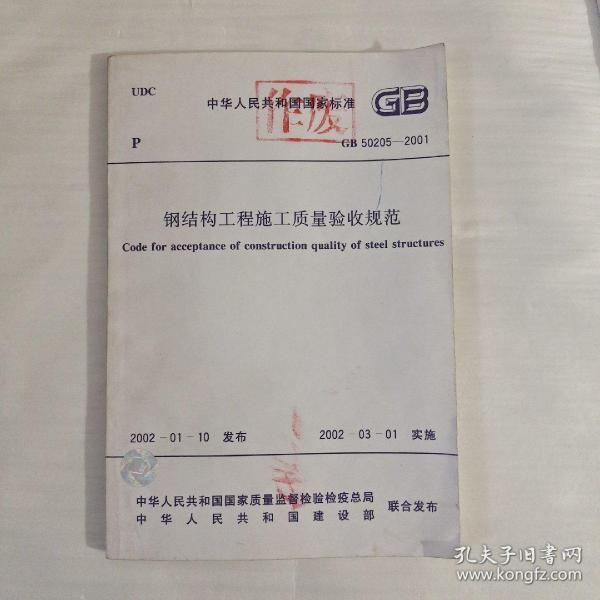 UDC
中华人民共和国国家标准
GB
作废
P
GB 50205—2001
钢结构工程施工质量验收规范
Code for acceptance of construction quality of steel structures
2002-01-10 发布
2002-03-01 实施
中华人民共和国国家质量监督检验检疫总局
中华人民共和国建设部
联合发布
孔夫子旧书网
www.kongfz.com